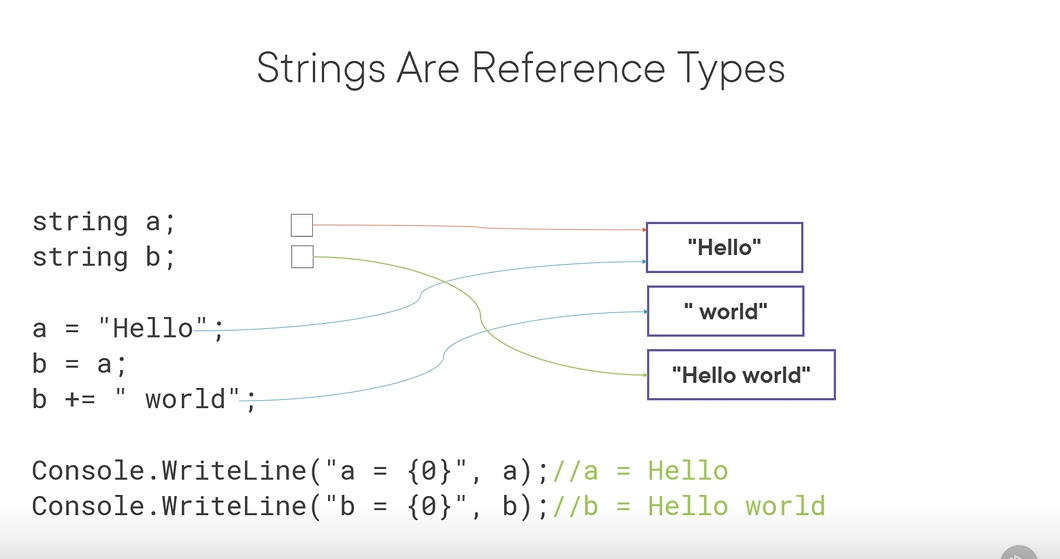 Strings Are Reference Types
string a;
string b;
"Hello"
" world"
a = "Hello";
b = a;
"Hello world"
b += " world";
Console.WriteLine("a = {0}", a);//a = Hello
Console.WriteLine("b = {0}", b);//b = Hello world